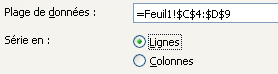 Plage de données : =Feuil1!$C$4:$D$9
Série en : Lignes
Colonnes